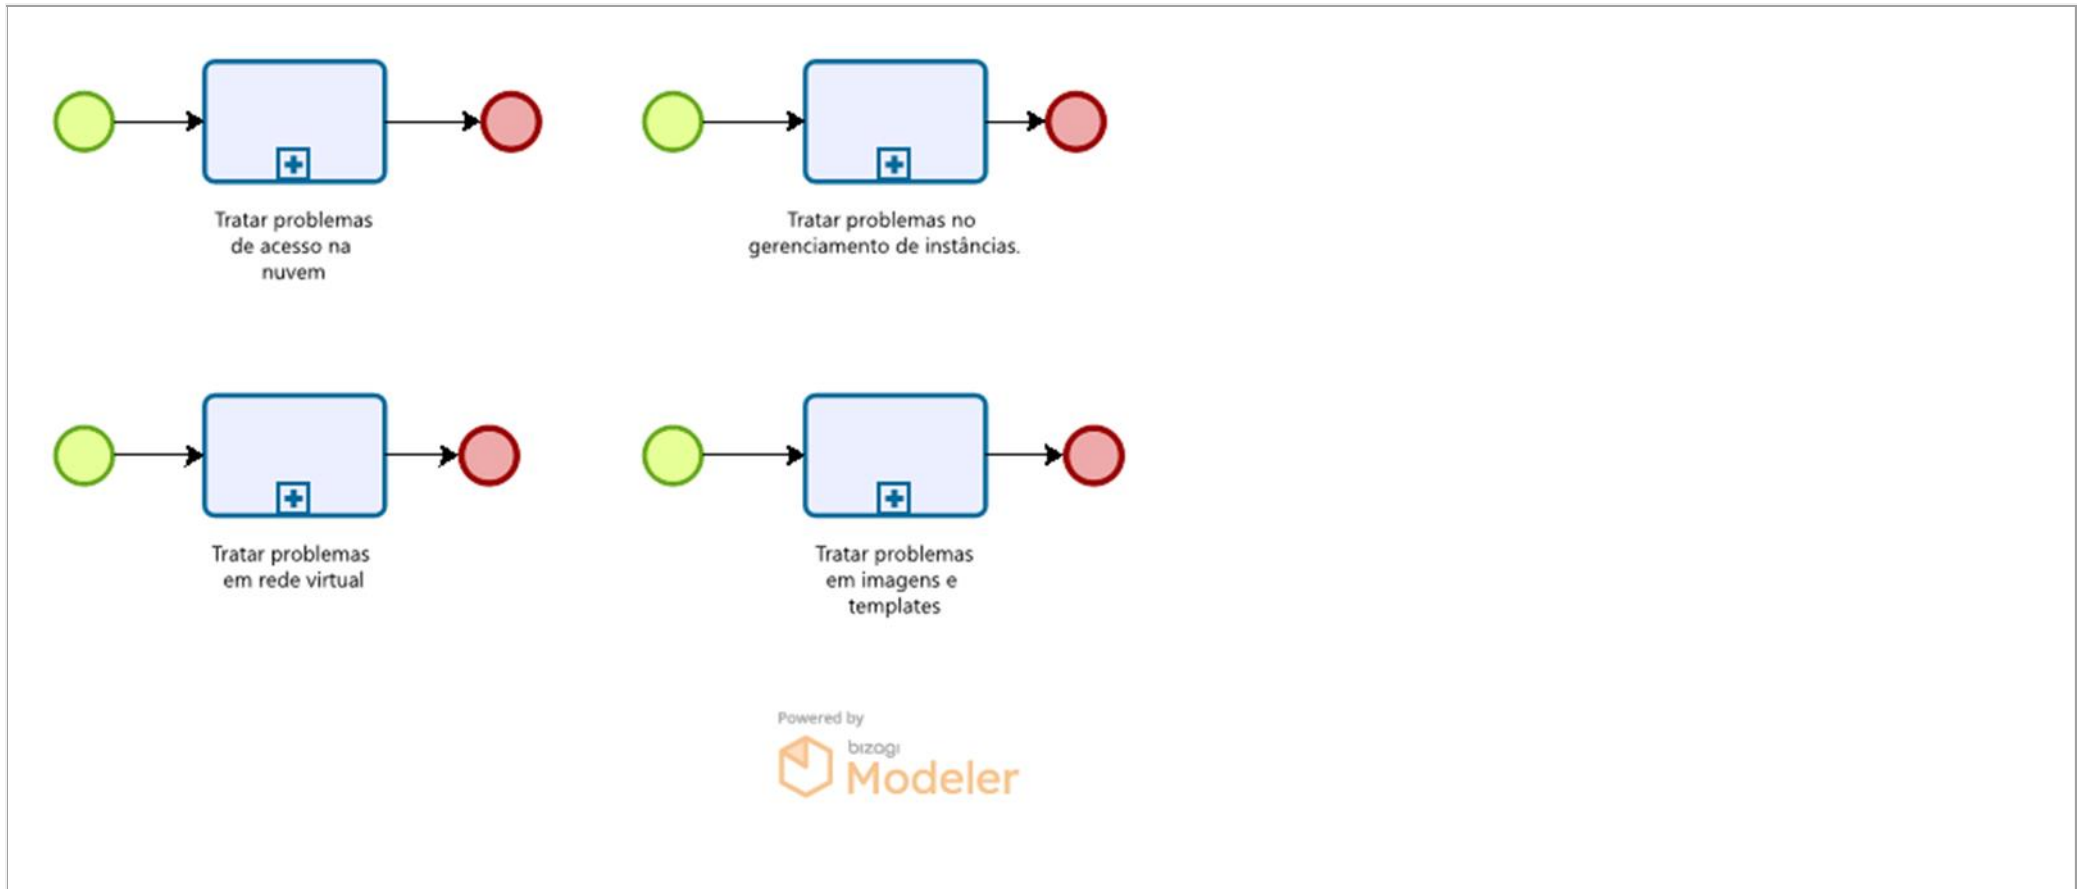 Tratar problemas
de acesso na
nuvem
Tratar problemas no
gerenciamento de instâncias.
Tratar problemas
em rede virtual
Tratar problemas
em imagens e
templates
Powered by
bizagi
Modeler